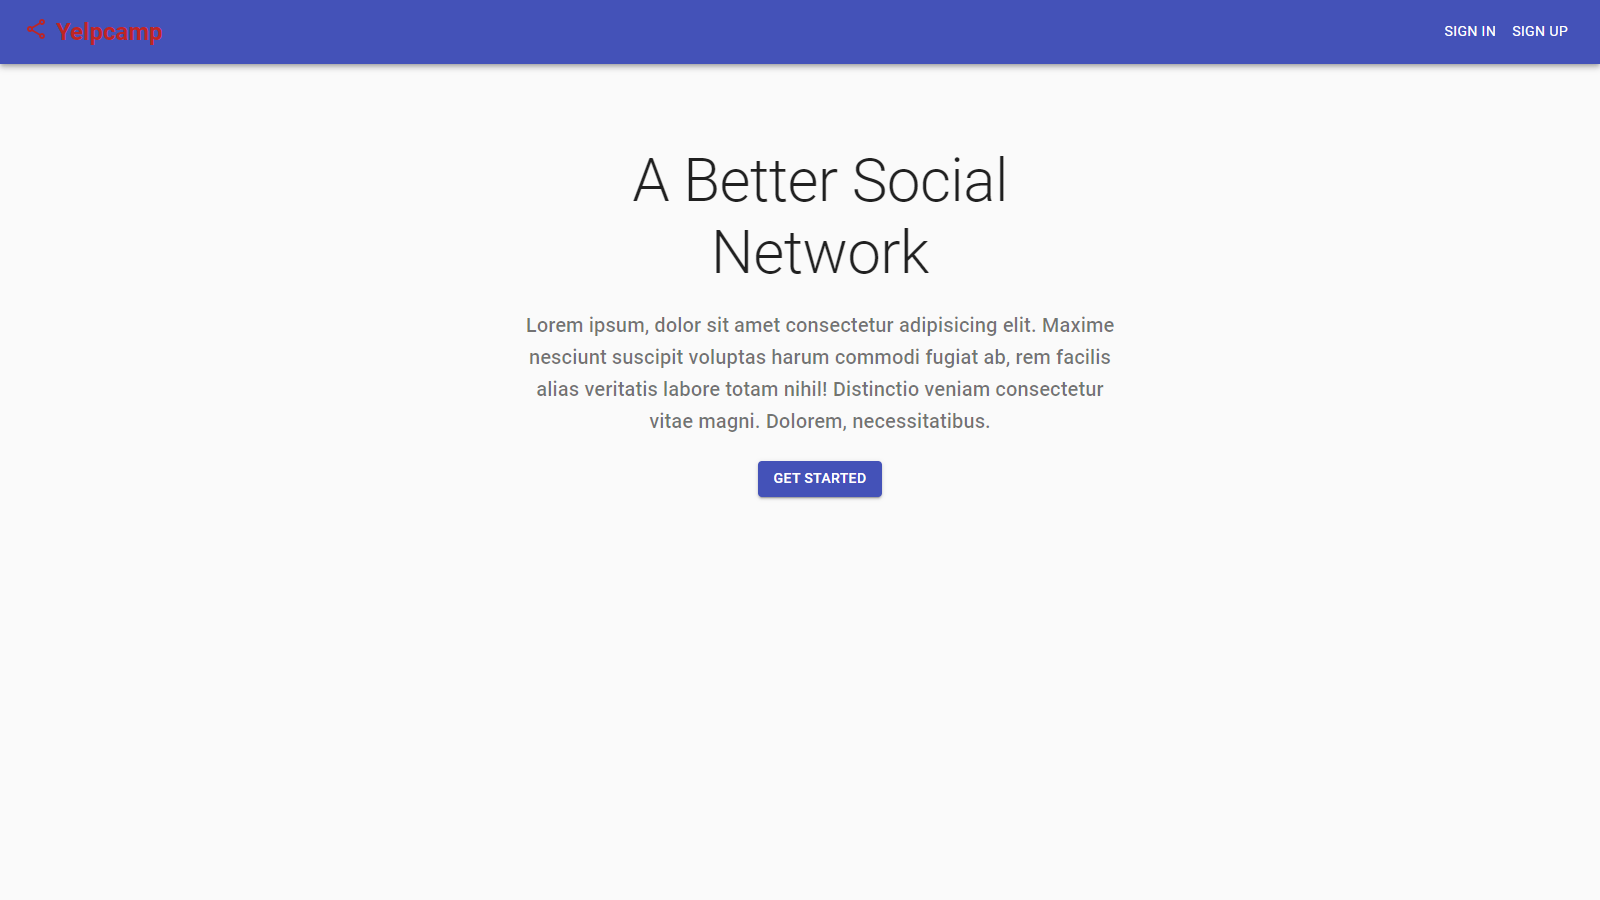 Yelpcamp
SIGN IN SIGN UP
A Better Social
Network
Lorem ipsum, dolor sit amet consectetur adipisicing elit. Maxime
nesciunt suscipit voluptas harum commodi fugiat ab, rem facilis
alias veritatis labore totam nihil! Distinctio veniam consectetur
vitae magni. Dolorem, necessitatibus.
GET STARTED